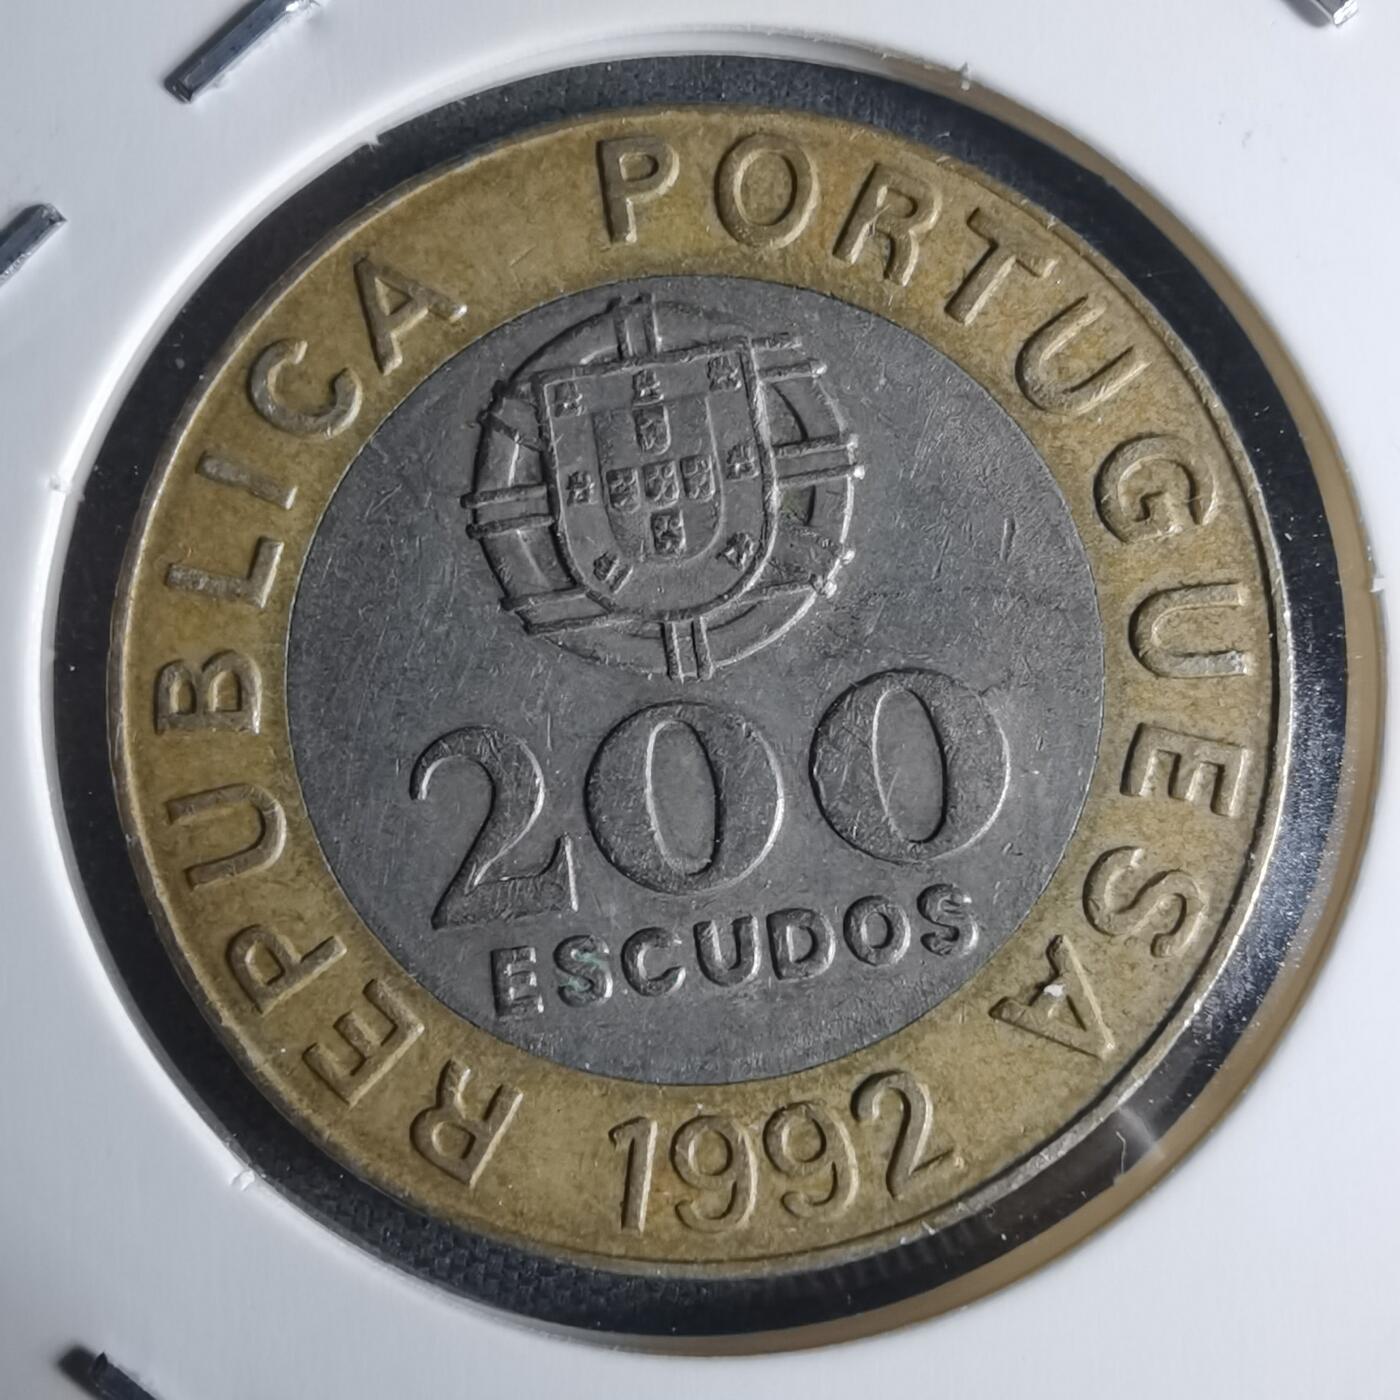 REPUBLICA PORTUGUESA
200
ESCUDOS
1992